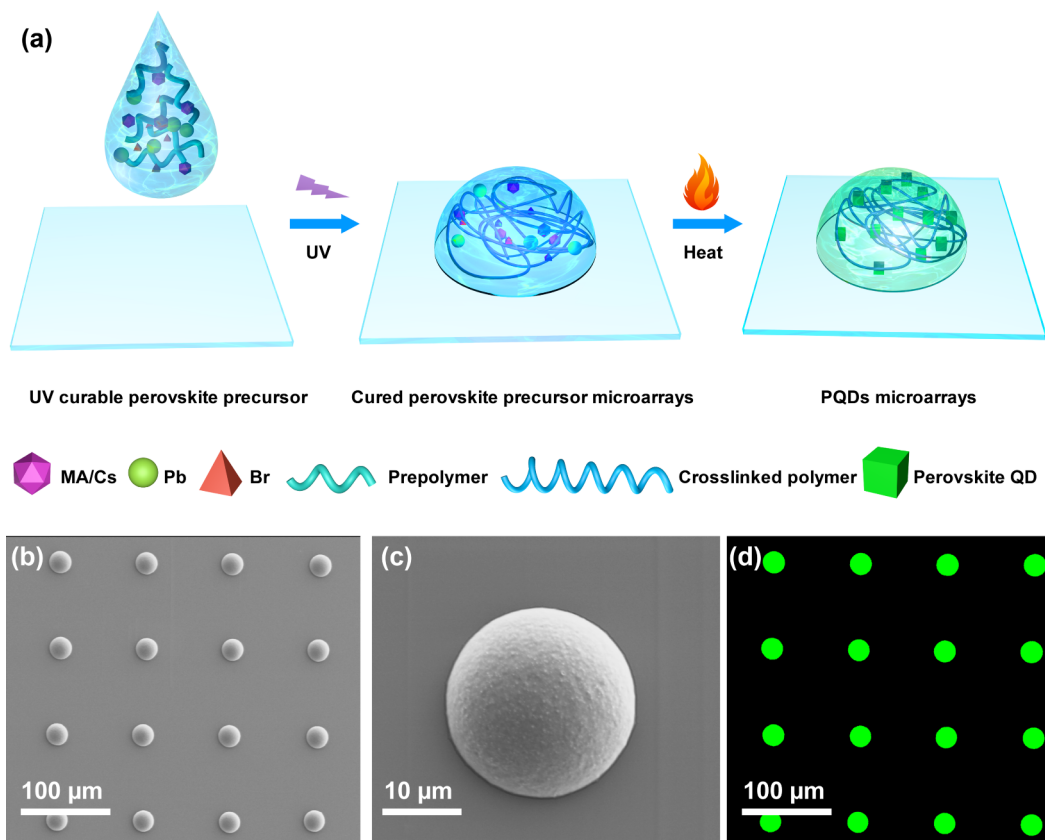 (a)
UV
Heat
UV curable perovskite precursor
Cured perovskite precursor microarrays
PQDs microarrays
MA/Cs
Pb
Br
Prepolymer
Crosslinked polymer
Perovskite QD
(b)
100 μm
(c)
10 μm
(d)
100 μm